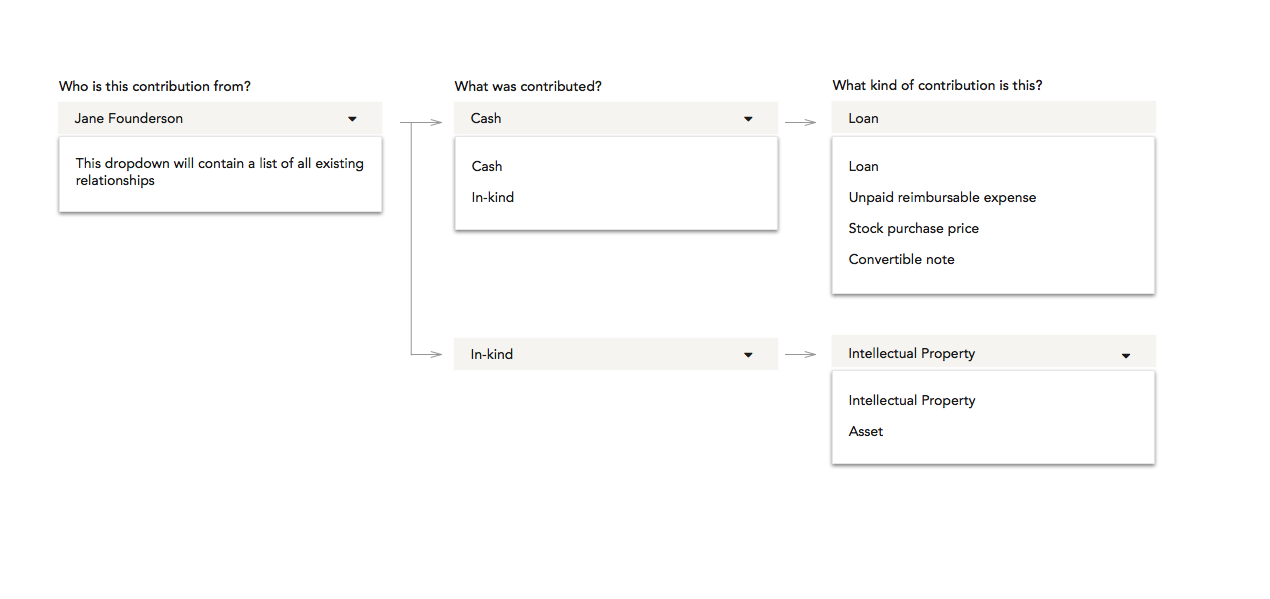 Who is this contribution from?
Jane Founderson
This dropdown will contain a list of all existing
relationships
What was contributed?
Cash
Cash
In-kind
What kind of contribution is this?
Loan
Loan
Unpaid reimbursable expense
Stock purchase price
Convertible note
In-kind
Intellectual Property
Intellectual Property
Asset